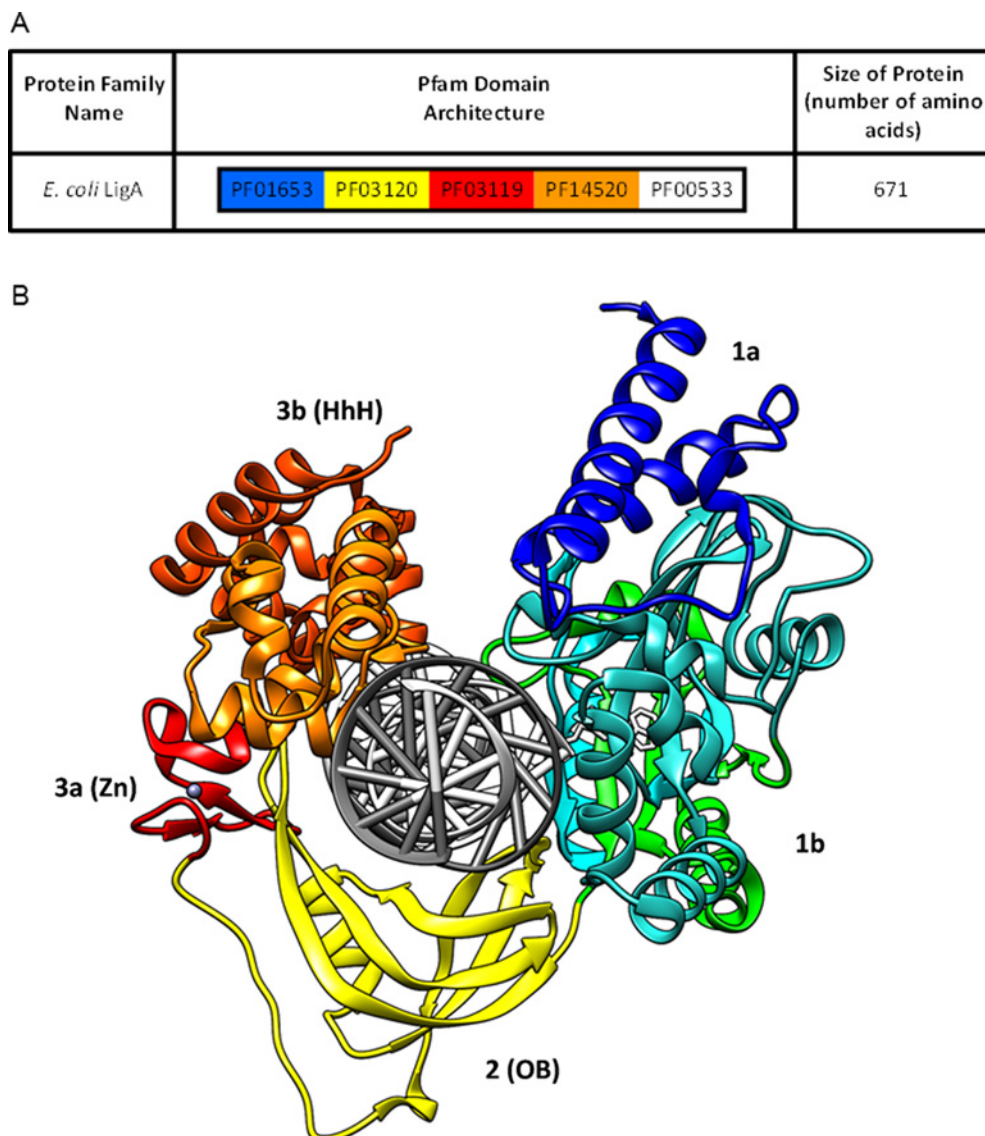 A
Protein Family
Name
Pfam Domain
Architecture
Size of Protein
(number of amino
acids)
E. coli LigA
PF01653 PF03120 PF03119 PF14520 PF00533
671
B
1a
3b (HhH)
3a (Zn)
1b
2 (OB)